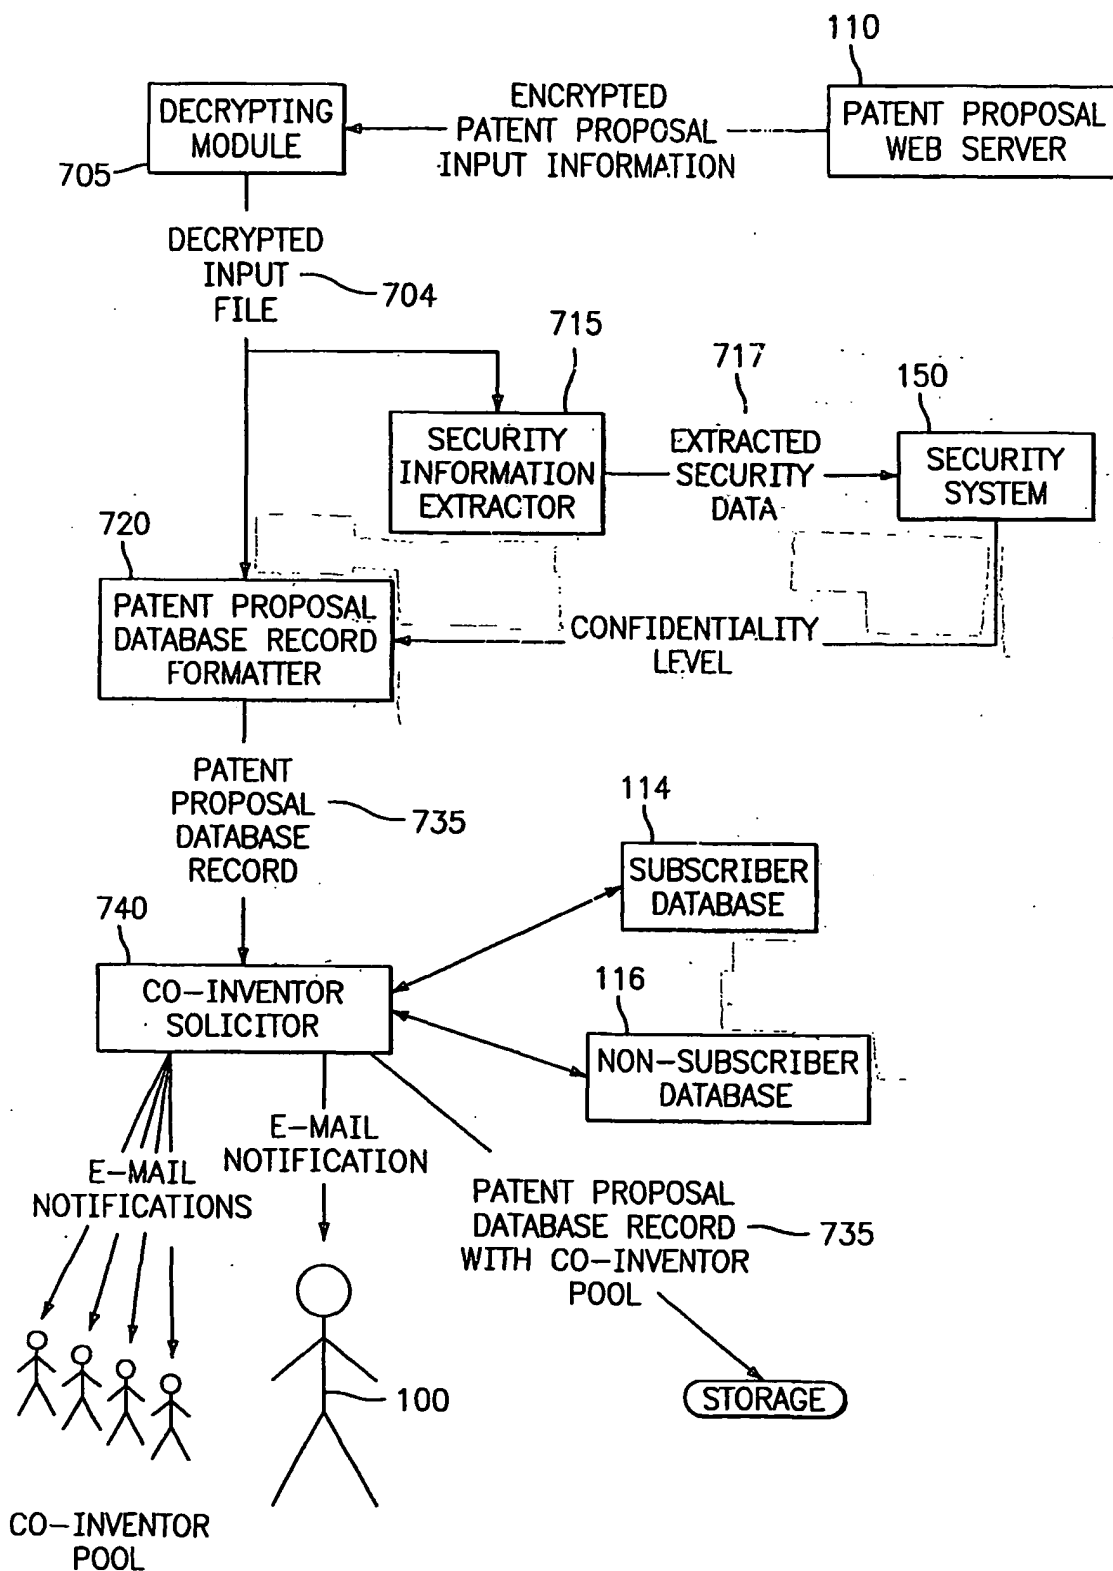 110
DECRYPTING
MODULE
705
ENCRYPTED
PATENT PROPOSAL
INPUT INFORMATION
PATENT PROPOSAL
WEB SERVER
DECRYPTED
INPUT
FILE
704
715
717
150
SECURITY
INFORMATION
EXTRACTOR
EXTRACTED
SECURITY
DATA
SECURITY
SYSTEM
720
PATENT PROPOSAL
DATABASE RECORD
FORMATTER
CONFIDENTIALITY
LEVEL
PATENT
PROPOSAL
DATABASE
RECORD
735
114
SUBSCRIBER
DATABASE
740
CO-INVENTOR
SOLICITOR
116
NON-SUBSCRIBER
DATABASE
E-MAIL
NOTIFICATIONS
E-MAIL
NOTIFICATION
PATENT PROPOSAL
DATABASE RECORD
WITH CO-INVENTOR
POOL
735
100
STORAGE
CO-INVENTOR
POOL